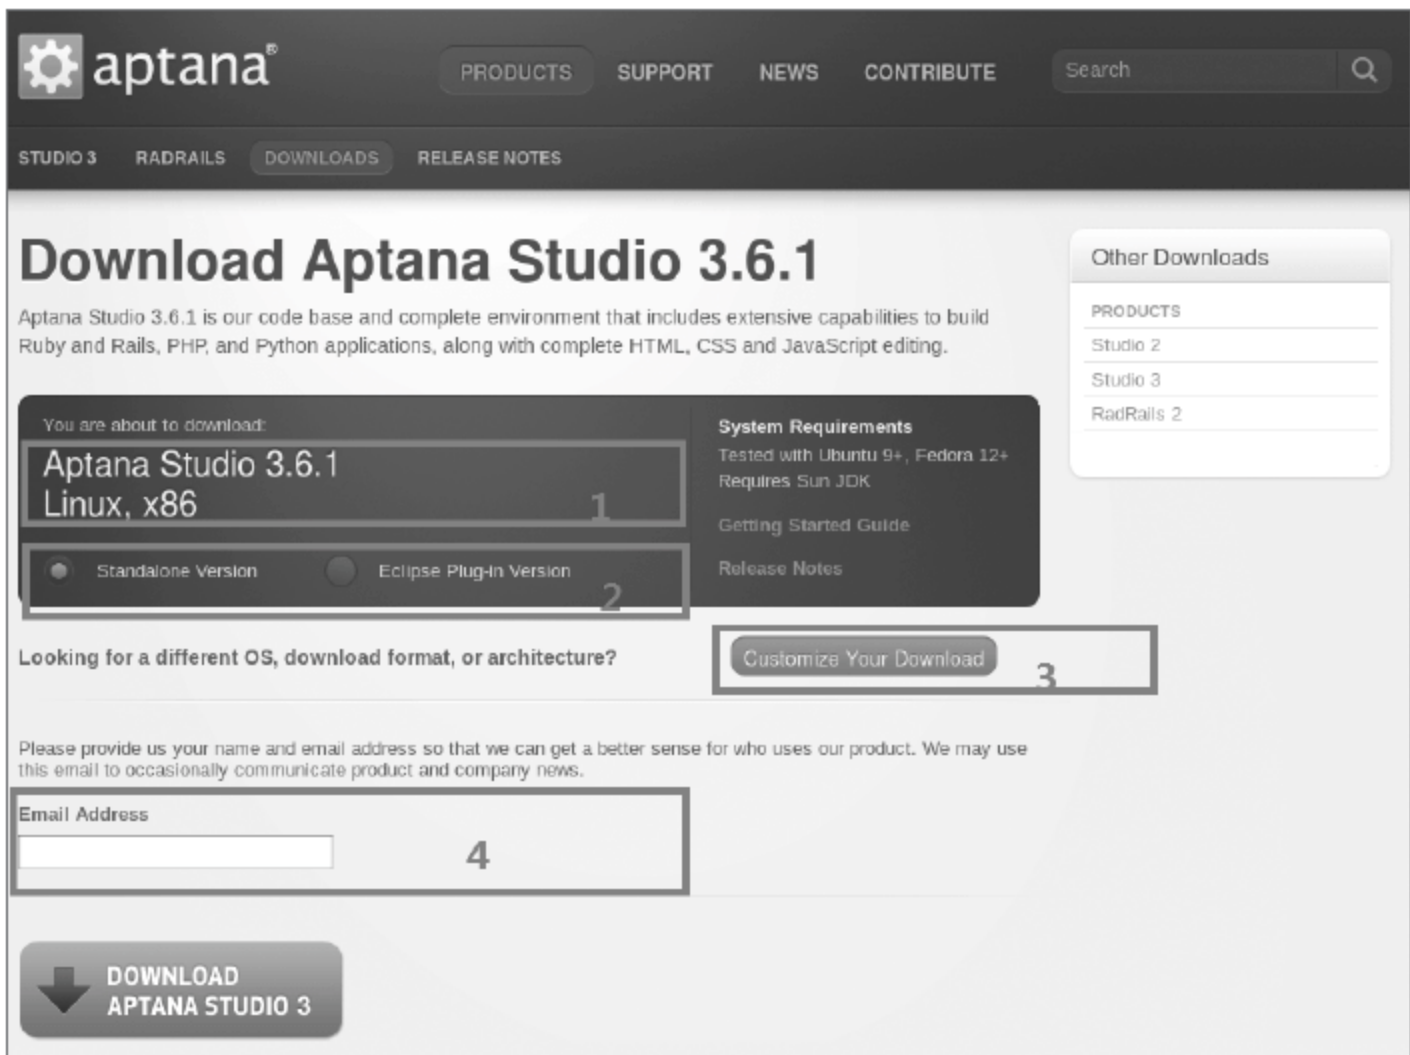 aptana®
PRODUCTS SUPPORT NEWS CONTRIBUTE Search
STUDIO 3 RADRAILS DOWNLOADS RELEASE NOTES
Download Aptana Studio 3.6.1
Aptana Studio 3.6.1 is our code base and complete environment that includes extensive capabilities to build
Ruby and Rails, PHP, and Python applications, along with complete HTML, CSS and JavaScript editing.
You are about to download:
Aptana Studio 3.6.1
Linux, x86
1
Standalone Version Eclipse Plug-in Version
2
System Requirements
Tested with Ubuntu 9+, Fedora 12+
Requires Sun JDK
Getting Started Guide
Release Notes
Looking for a different OS, download format, or architecture?
Customize Your Download
3
Please provide us your name and email address so that we can get a better sense for who uses our product. We may use
this email to occasionally communicate product and company news.
Email Address
4
DOWNLOAD
APTANA STUDIO 3
Other Downloads
PRODUCTS
Studio 2
Studio 3
RadRails 2